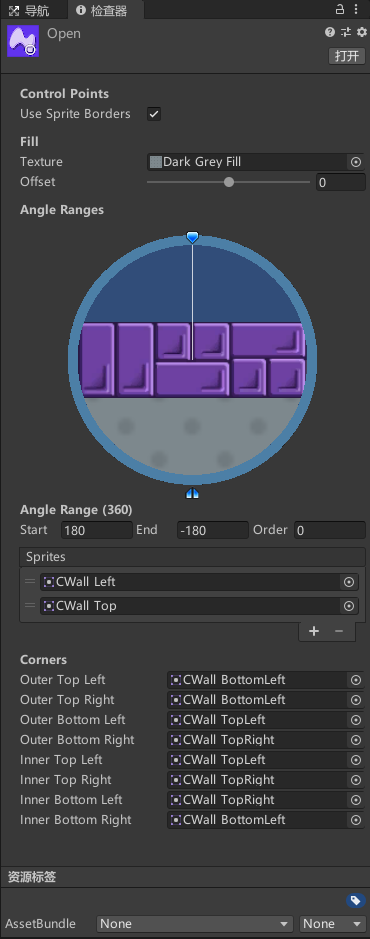 导航 检查器
Open
打开
Control Points
Use Sprite Borders
Fill
Texture Dark Grey Fill
Offset 0
Angle Ranges
Angle Range (360)
Start 180 End -180 Order 0
Sprites
CWall Left
CWall Top
Corners
Outer Top Left CWall BottomLeft
Outer Top Right CWall BottomLeft
Outer Bottom Left CWall TopLeft
Outer Bottom Right CWall TopRight
Inner Top Left CWall TopLeft
Inner Top Right CWall TopRight
Inner Bottom Left CWall TopRight
Inner Bottom Right CWall BottomLeft
资源标签
AssetBundle None None